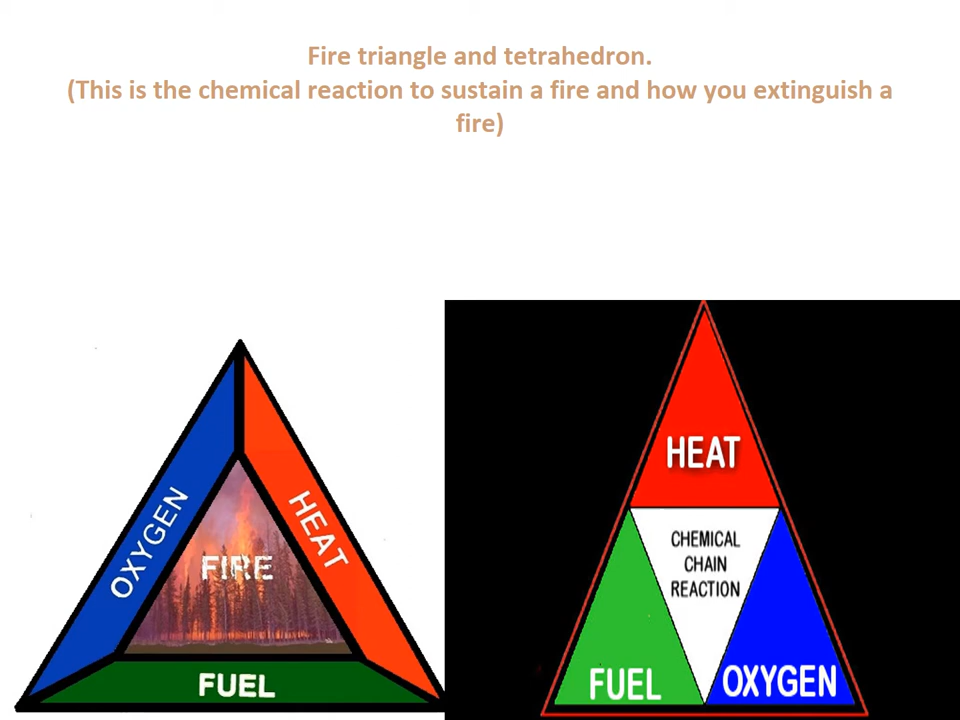 Fire triangle and tetrahedron.
(This is the chemical reaction to sustain a fire and how you extinguish a
fire)
OXYGEN
HEAT
FIRE
FUEL
HEAT
CHEMICAL
CHAIN
REACTION
FUEL
OXYGEN